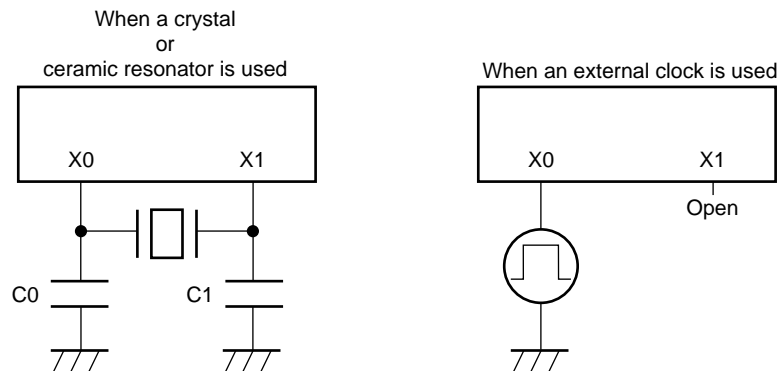 When a crystal
or
ceramic resonator is used
X0
X1
C0
C1
When an external clock is used
X0
X1
Open